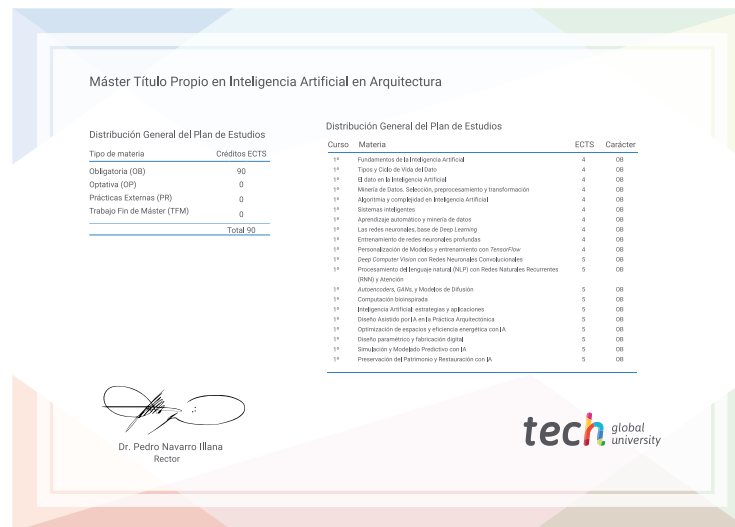 Máster Título Propio en Inteligencia Artificial en Arquitectura
Distribución General del Plan de Estudios
Tipo de materia Créditos ECTS
Obligatoria (OB) 90
Optativa (OP) 0
Prácticas Externas (PR) 0
Trabajo Fin de Máster (TFM) 0
Total 90
Distribución General del Plan de Estudios
Curso Materia ECTS Carácter
1º Fundamentos de la Inteligencia Artificial 4 OB
1º Tipos y Ciclo de Vida del Dato 4 OB
1º El dato en la Inteligencia Artificial 4 OB
1º Minería de Datos. Selección, preprocesamiento y transformación 4 OB
1º Algoritmia y complejidad en Inteligencia Artificial 4 OB
1º Sistemas inteligentes 4 OB
1º Aprendizaje automático y minería de datos 4 OB
1º Las redes neuronales, base de Deep Learning 4 OB
1º Entrenamiento de redes neuronales profundas 4 OB
1º Personalización de Modelos y entrenamiento con TensorFlow 4 OB
1º Deep Computer Vision con Redes Neuronales Convolucionales 5 OB
1º Procesamiento del lenguaje natural (NLP) con Redes Naturales Recurrentes 5 OB
(RNN) y Atención
1º Autoencoders, GANs, y Modelos de Difusión 5 OB
1º Computación bioinspirada 5 OB
1º Inteligencia Artificial: estrategias y aplicaciones 5 OB
1º Diseño Asistido por IA en la Práctica Arquitectónica 5 OB
1º Optimización de espacios y eficiencia energética con IA 5 OB
1º Diseño paramétrico y fabricación digital 5 OB
1º Simulación y Modelado Predictivo con IA 5 OB
1º Preservación del Patrimonio y Restauración con IA 5 OB
Dr. Pedro Navarro Illana
Rector
tech global
university